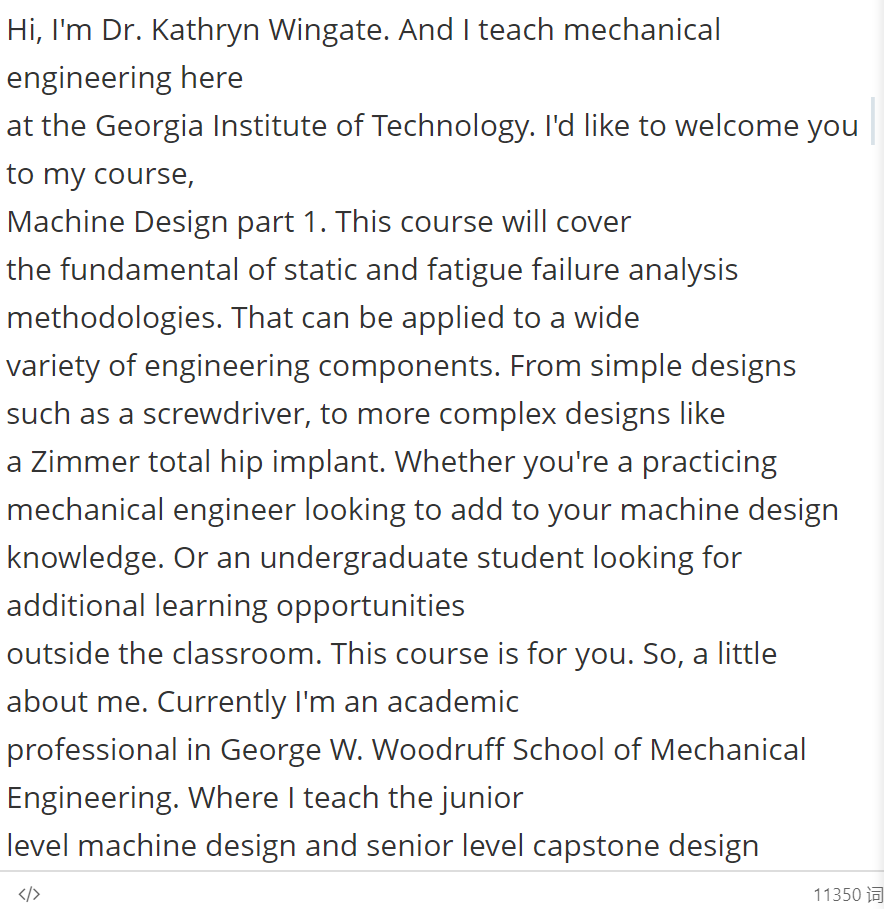 Hi, I'm Dr. Kathryn Wingate. And I teach mechanical
engineering here
at the Georgia Institute of Technology. I'd like to welcome you
to my course,
Machine Design part 1. This course will cover
the fundamental of static and fatigue failure analysis
methodologies. That can be applied to a wide
variety of engineering components. From simple designs
such as a screwdriver, to more complex designs like
a Zimmer total hip implant. Whether you're a practicing
mechanical engineer looking to add to your machine design
knowledge. Or an undergraduate student looking for
additional learning opportunities
outside the classroom. This course is for you. So, a little
about me. Currently I'm an academic
professional in George W. Woodruff School of Mechanical
Engineering. Where I teach the junior
level machine design and senior level capstone design
</> 11350 词